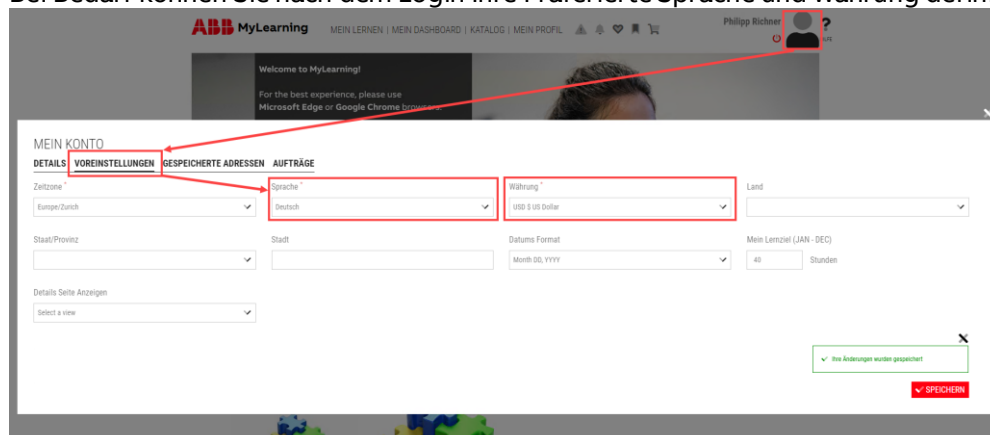 Bei Bedarf können Sie nach dem Login Ihre Präferierte Sprache und Währung
ABB MyLearning MEIN LERNEN | MEIN DASHBOARD | KATALOG | MEIN PROFIL Philipp Richner ?
Welcome to MyLearning!
For the best experience, please use
Microsoft Edge or Google Chrome browsers.
MEIN KONTO
DETAILS VOREINSTELLUNGEN GESPEICHERTE ADRESSEN AUFTRÄGE
Zeitzone * Sprache * Währung * Land
Europe/Zurich Deutsch USD $ US Dollar
Staat/Provinz Stadt Datums Format Mein Lernziel (JAN - DEC)
Month DD, YYYY 40 Stunden
Details Seite Anzeigen
Select a view
Ihre Änderungen wurden gespeichert
SPEICHERN